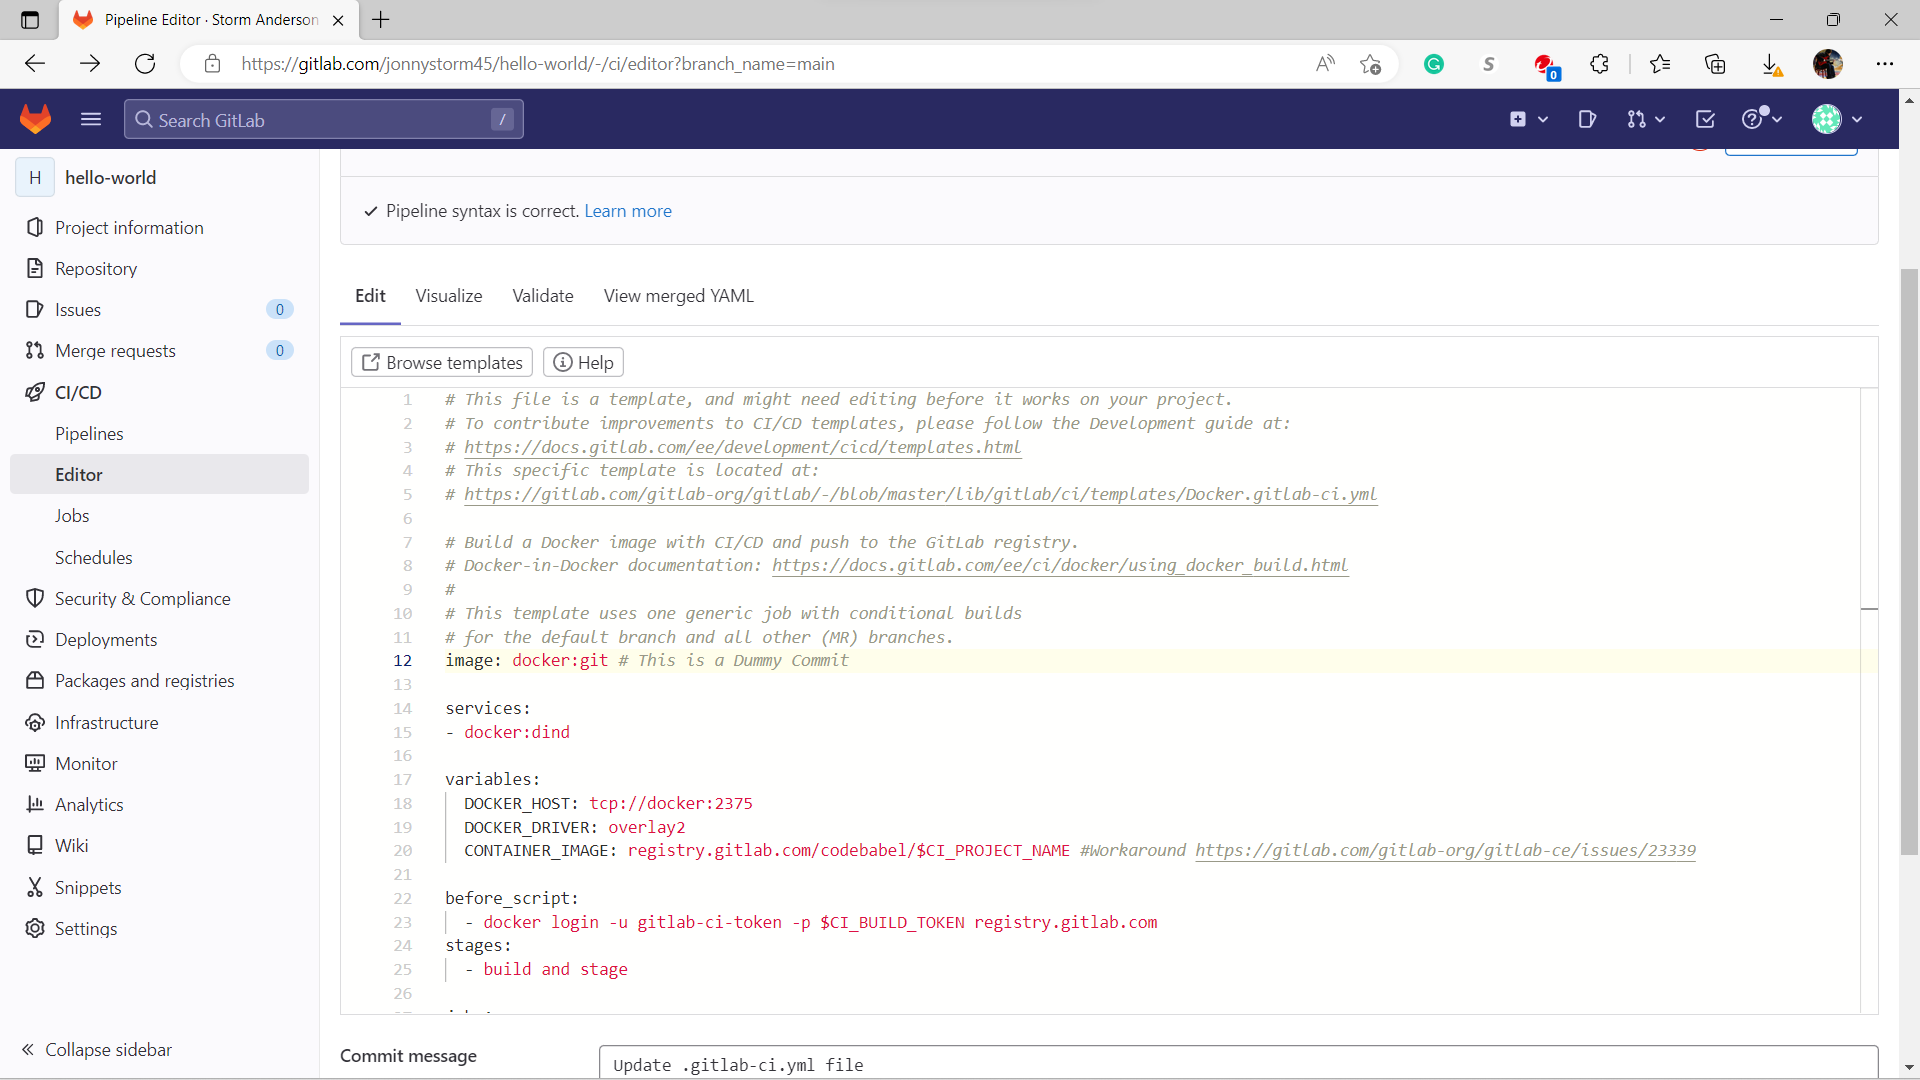 Pipeline Editor · Storm Anderson
https://gitlab.com/jonnystorm45/hello-world/-/ci/editor?branch_name=main
0
Search GitLab
/
H hello-world
Project information
Repository
Issues 0
Merge requests 0
CI/CD
Pipelines
Editor
Jobs
Schedules
Security & Compliance
Deployments
Packages and registries
Infrastructure
Monitor
Analytics
Wiki
Snippets
Settings
Collapse sidebar
Pipeline syntax is correct. Learn more
Edit Visualize Validate View merged YAML
Browse templates Help
1 # This file is a template, and might need editing before it works on your project.
2 # To contribute improvements to CI/CD templates, please follow the Development guide at:
3 # https://docs.gitlab.com/ee/development/cicd/templates.html
4 # This specific template is located at:
5 # https://gitlab.com/gitlab-org/gitlab/-/blob/master/lib/gitlab/ci/templates/Docker.gitlab-ci.yml
6
7 # Build a Docker image with CI/CD and push to the GitLab registry.
8 # Docker-in-Docker documentation: https://docs.gitlab.com/ee/ci/docker/using_docker_build.html
9 #
10 # This template uses one generic job with conditional builds
11 # for the default branch and all other (MR) branches.
12 image: docker:git # This is a Dummy Commit
13
14 services:
15 - docker:dind
16
17 variables:
18 DOCKER_HOST: tcp://docker:2375
19 DOCKER_DRIVER: overlay2
20 CONTAINER_IMAGE: registry.gitlab.com/codebabel/$CI_PROJECT_NAME #Workaround https://gitlab.com/gitlab-org/gitlab-ce/issues/23339
21
22 before_script:
23 - docker login -u gitlab-ci-token -p $CI_BUILD_TOKEN registry.gitlab.com
24 stages:
25 - build and stage
26
Commit message
Update .gitlab-ci.yml file